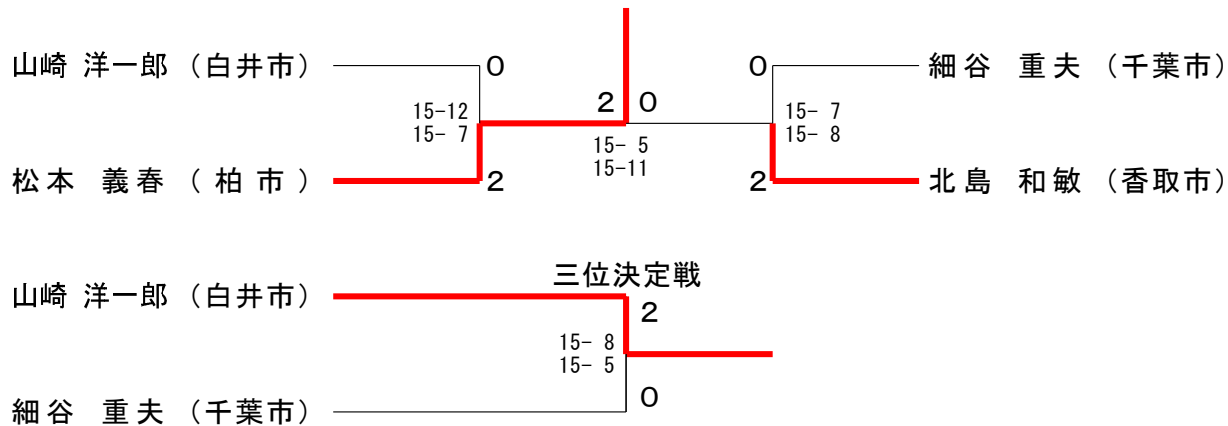 山崎 洋一郎 （白井市） 0 0 細谷 重夫 （千葉市）
2 0
15-12 15- 7
15- 7 15- 8
15- 5
15-11
松本 義春 （柏市） 2 2 北島 和敏 （香取市）
三位決定戦
山崎 洋一郎 （白井市）
2
15- 8
15- 5
0
細谷 重夫 （千葉市）